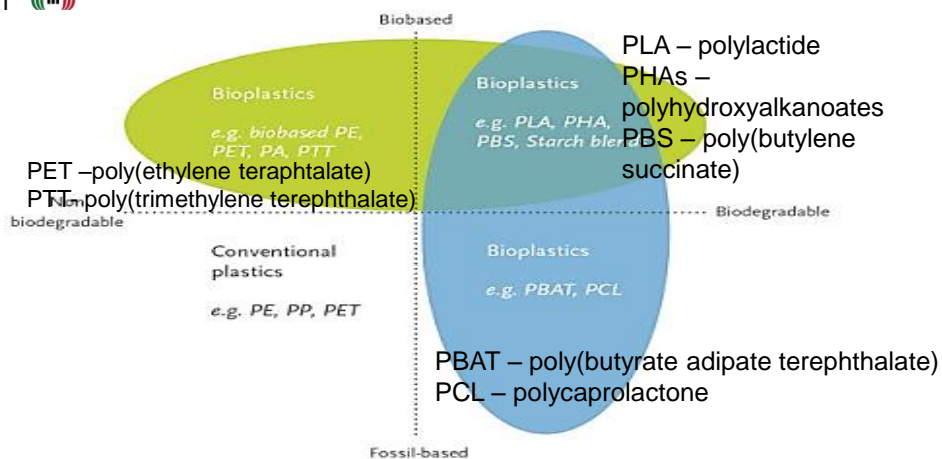 Biobased
PLA – polylactide
PHAs –
polyhydroxyalkanoates
PBS – poly(butylene
succinate)
Bioplastics
e.g. biobased PE,
PET, PA, PTT
Bioplastics
e.g. PLA, PHA,
PBS, Starch blend
PET –poly(ethylene teraphtalate)
PTT–poly(trimethylene terephthalate)
biodegradable
Biodegradable
Conventional
plastics
e.g. PE, PP, PET
Bioplastics
e.g. PBAT, PCL
PBAT – poly(butyrate adipate terephthalate)
PCL – polycaprolactone
Fossil-based